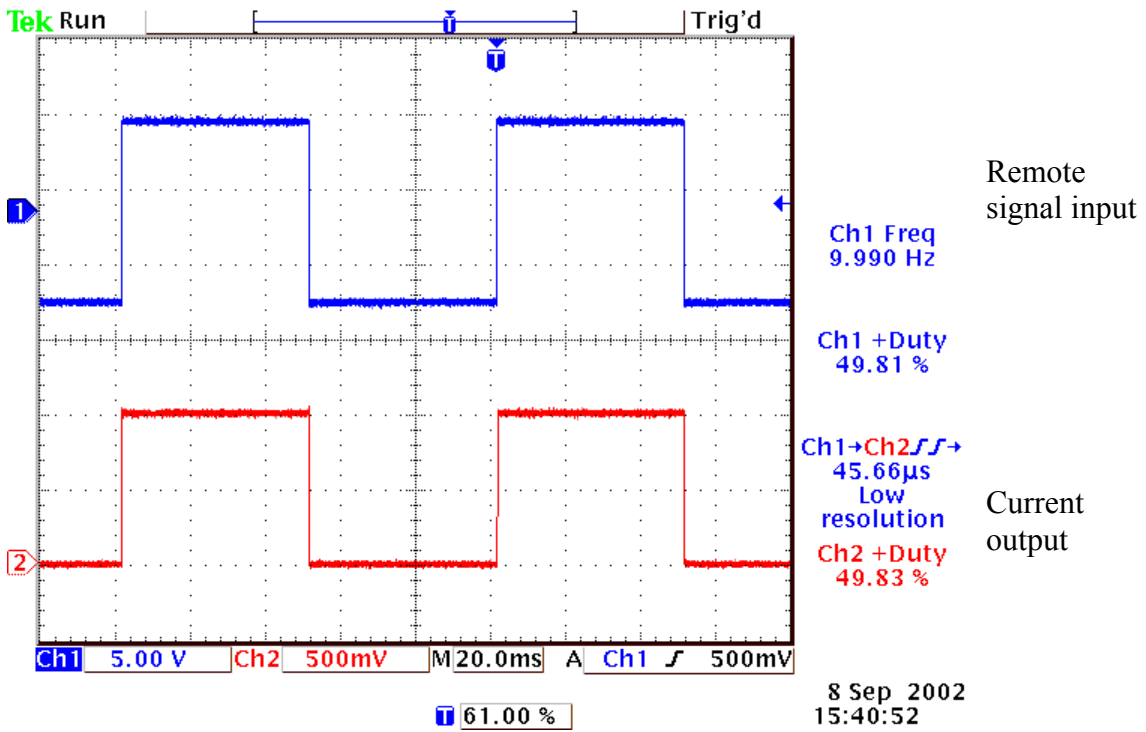 Tek Run Trig'd
T
T
1
Remote
signal input
Ch1 Freq
9.990 Hz
Ch1 +Duty
49.81 %
Ch1→Ch2⎎⎎→
45.66µs
Low
resolution
Current
output
2
Ch2 +Duty
49.83 %
Ch1 5.00 V Ch2 500mV M 20.0ms A Ch1 500mV
T 61.00 %
8 Sep 2002
15:40:52